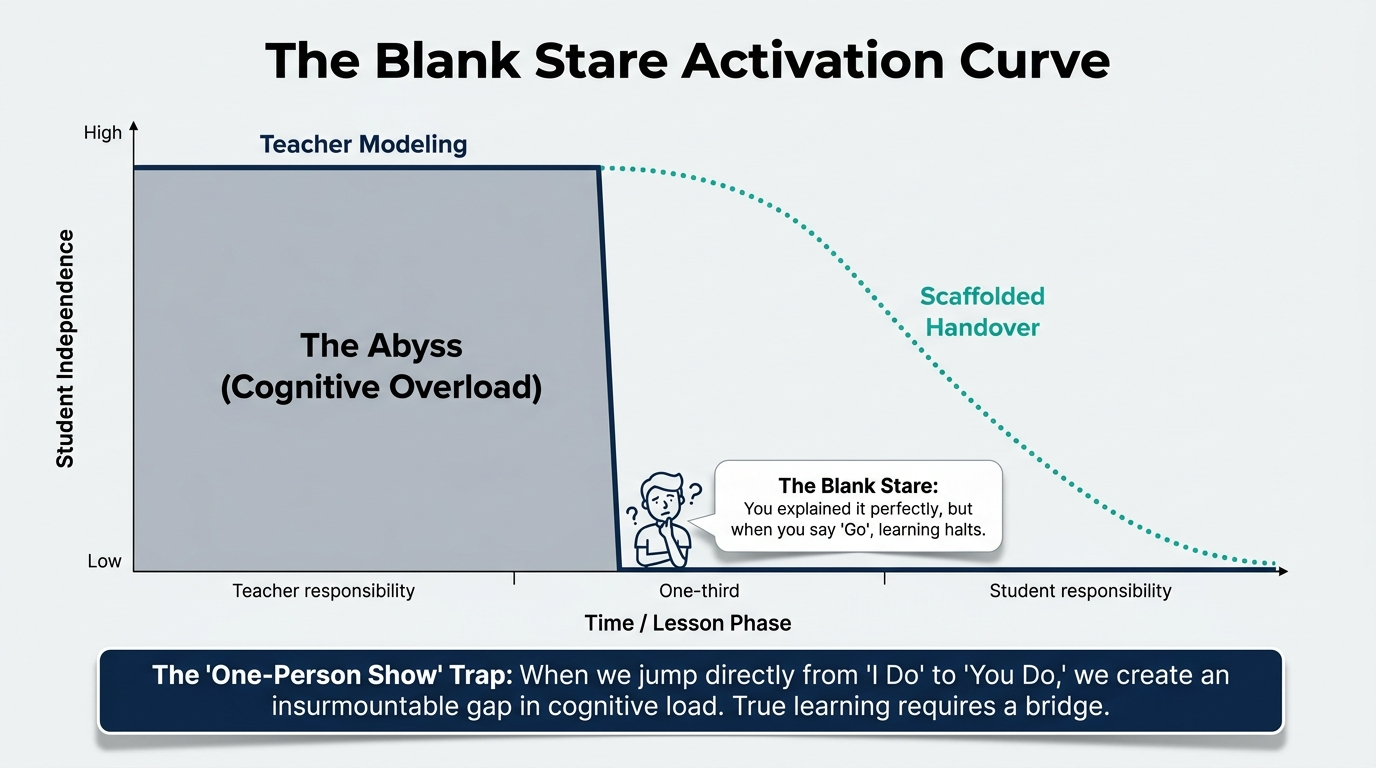 The Blank Stare Activation Curve
High
Teacher Modeling
Student Independence
The Abyss
(Cognitive Overload)
Scaffolded
Handover
? ?
The Blank Stare:
You explained it perfectly, but
when you say 'Go', learning halts.
Low
Teacher responsibility
One-third
Student responsibility
Time / Lesson Phase
The 'One-Person Show' Trap: When we jump directly from 'I Do' to 'You Do,' we create an
insurmountable gap in cognitive load. True learning requires a bridge.